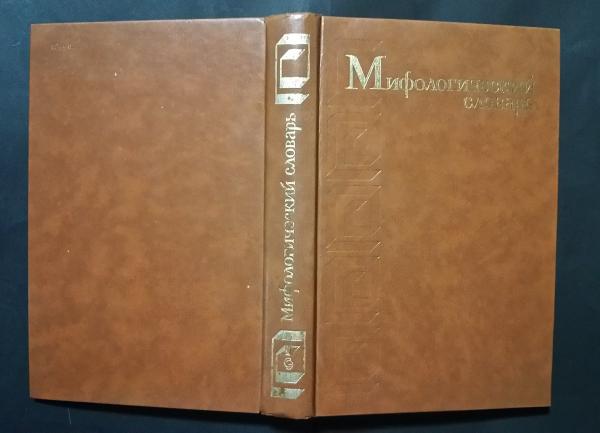 Мифологический
словарь
Мифологический словарь